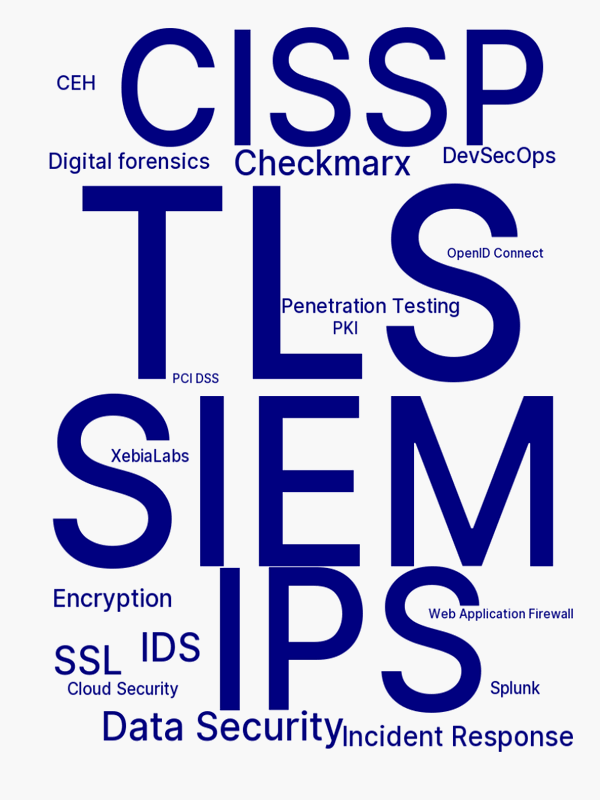 CISSP
CEH
Digital forensics
Checkmarx
DevSecOps
TLS
OpenID Connect
Penetration Testing
PKI
PCI DSS
SIEM
XebiaLabs
IPS
Encryption
Web Application Firewall
SSL
IDS
Cloud Security
Splunk
Data Security
Incident Response